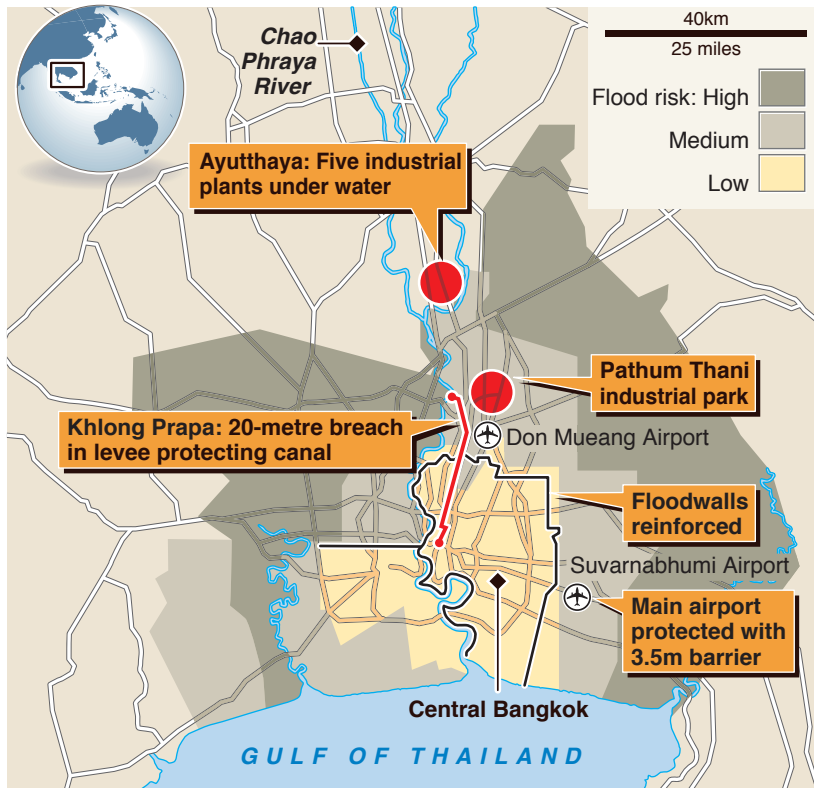 Chao
Phraya
River
40km
25 miles
Flood risk: High
Medium
Low
Ayutthaya: Five industrial
plants under water
Pathum Thani
industrial park
Khlong Prapa: 20-metre breach
in levee protecting canal
Don Mueang Airport
Floodwalls
reinforced
Suvarnabhumi Airport
Main airport
protected with
3.5m barrier
Central Bangkok
GULF OF THAILAND